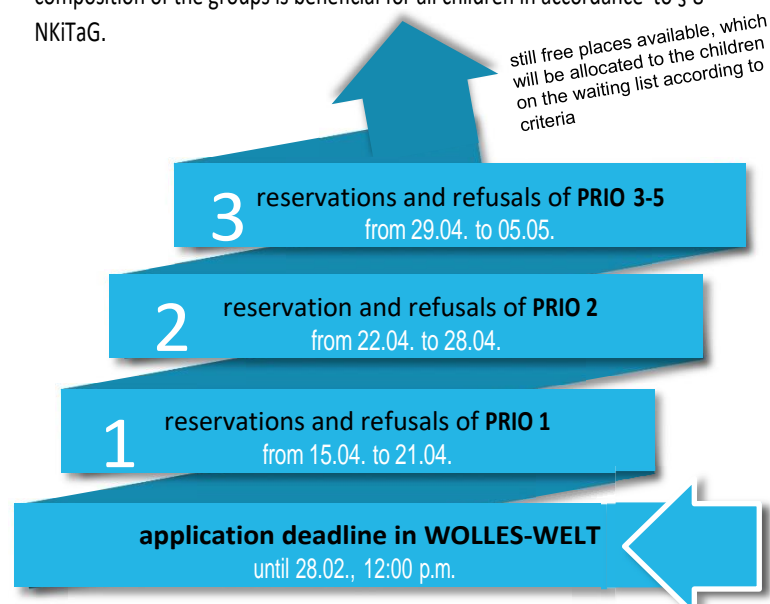 composition of the groups is beneficial for all children in accordance to § 8
NKiTaG.
still free places available, which
will be allocated to the children
on the waiting list according to
criteria
3
reservations and refusals of PRIO 3-5
from 29.04. to 05.05.
2
reservation and refusals of PRIO 2
from 22.04. to 28.04.
1
reservations and refusals of PRIO 1
from 15.04. to 21.04.
application deadline in WOLLES-WELT
until 28.02., 12:00 p.m.